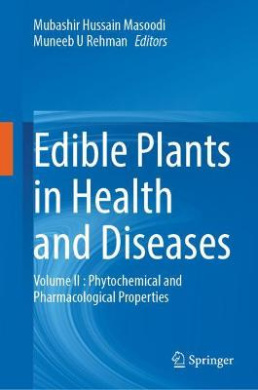 Mubashir Hussain Masoodi
Muneeb U Rehman Editors
Edible Plants
in Health
and Diseases
Volume II : Phytochemical and
Pharmacological Properties
Springer